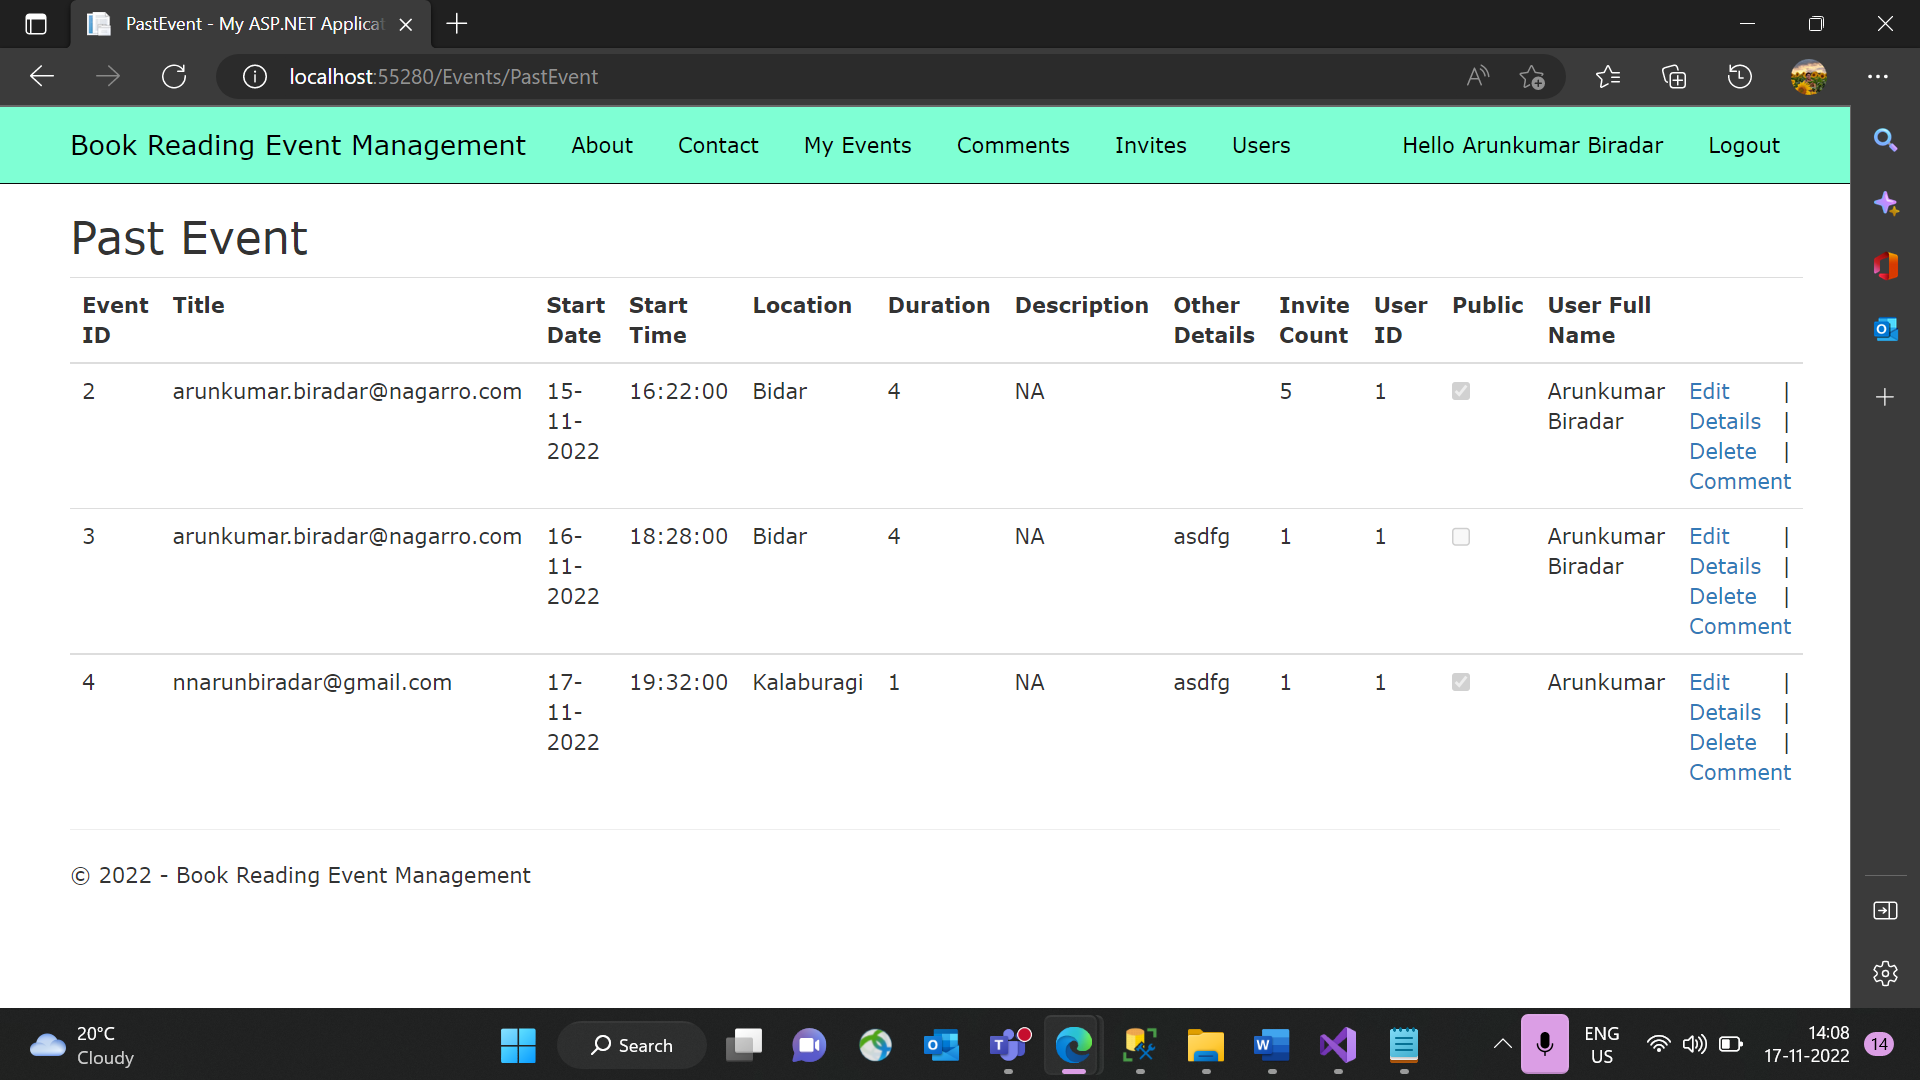 PastEvent - My ASP.NET Applicat
localhost:55280/Events/PastEvent
Book Reading Event Management About Contact My Events Comments Invites Users Hello Arunkumar Biradar Logout
Past Event
Event ID Title Start Date Start Time Location Duration Description Other Details Invite Count User ID Public User Full Name
2 arunkumar.biradar@nagarro.com 15-11-2022 16:22:00 Bidar 4 NA 5 1 Arunkumar Biradar Edit | Details | Delete | Comment
3 arunkumar.biradar@nagarro.com 16-11-2022 18:28:00 Bidar 4 NA asdfg 1 1 Arunkumar Biradar Edit | Details | Delete | Comment
4 nnarunbiradar@gmail.com 17-11-2022 19:32:00 Kalaburagi 1 NA asdfg 1 1 Arunkumar Edit | Details | Delete | Comment
© 2022 - Book Reading Event Management
20°C
Cloudy
Search
ENG
US
14:08
17-11-2022
14